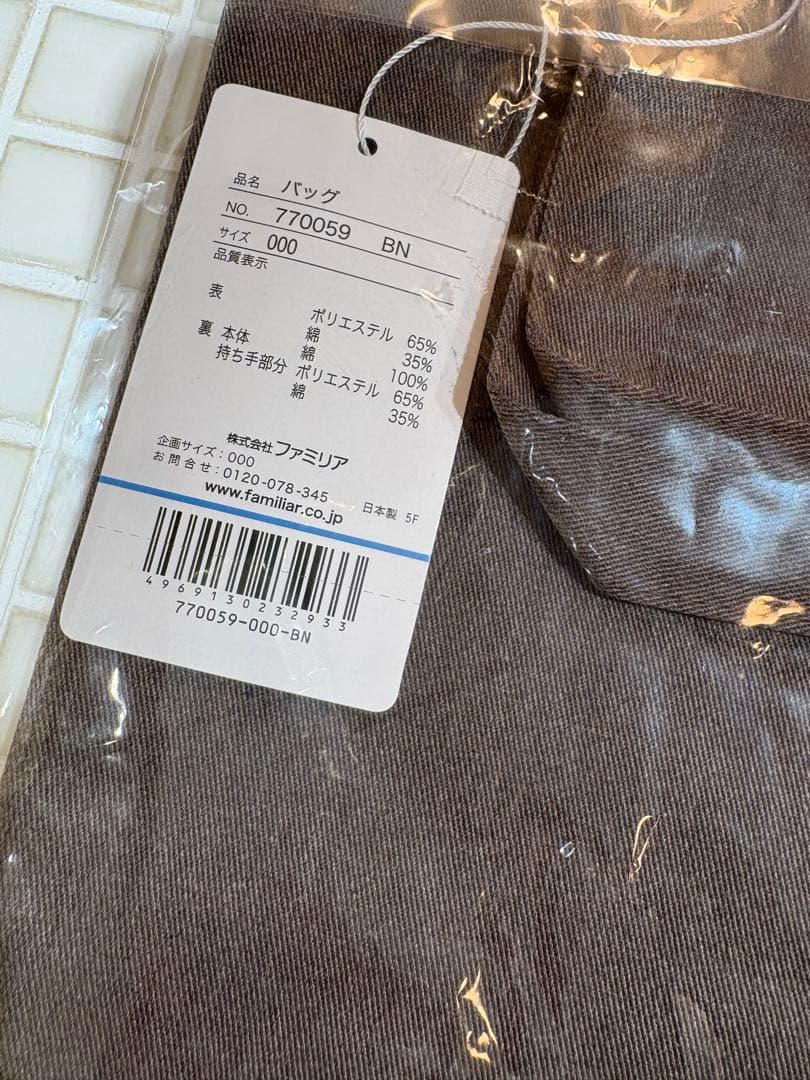 品名 バッグ
NO. 770059 BN
サイズ 000
品質表示
表 ポリエステル 65%
綿 35%
裏 本体 綿 100%
持ち手部分 ポリエステル 65%
綿 35%
株式会社ファミリア
企画サイズ:000
お問合せ:0120-078-345
www.familiar.co.jp 日本製 5F
4969130232933
770059-000-BN